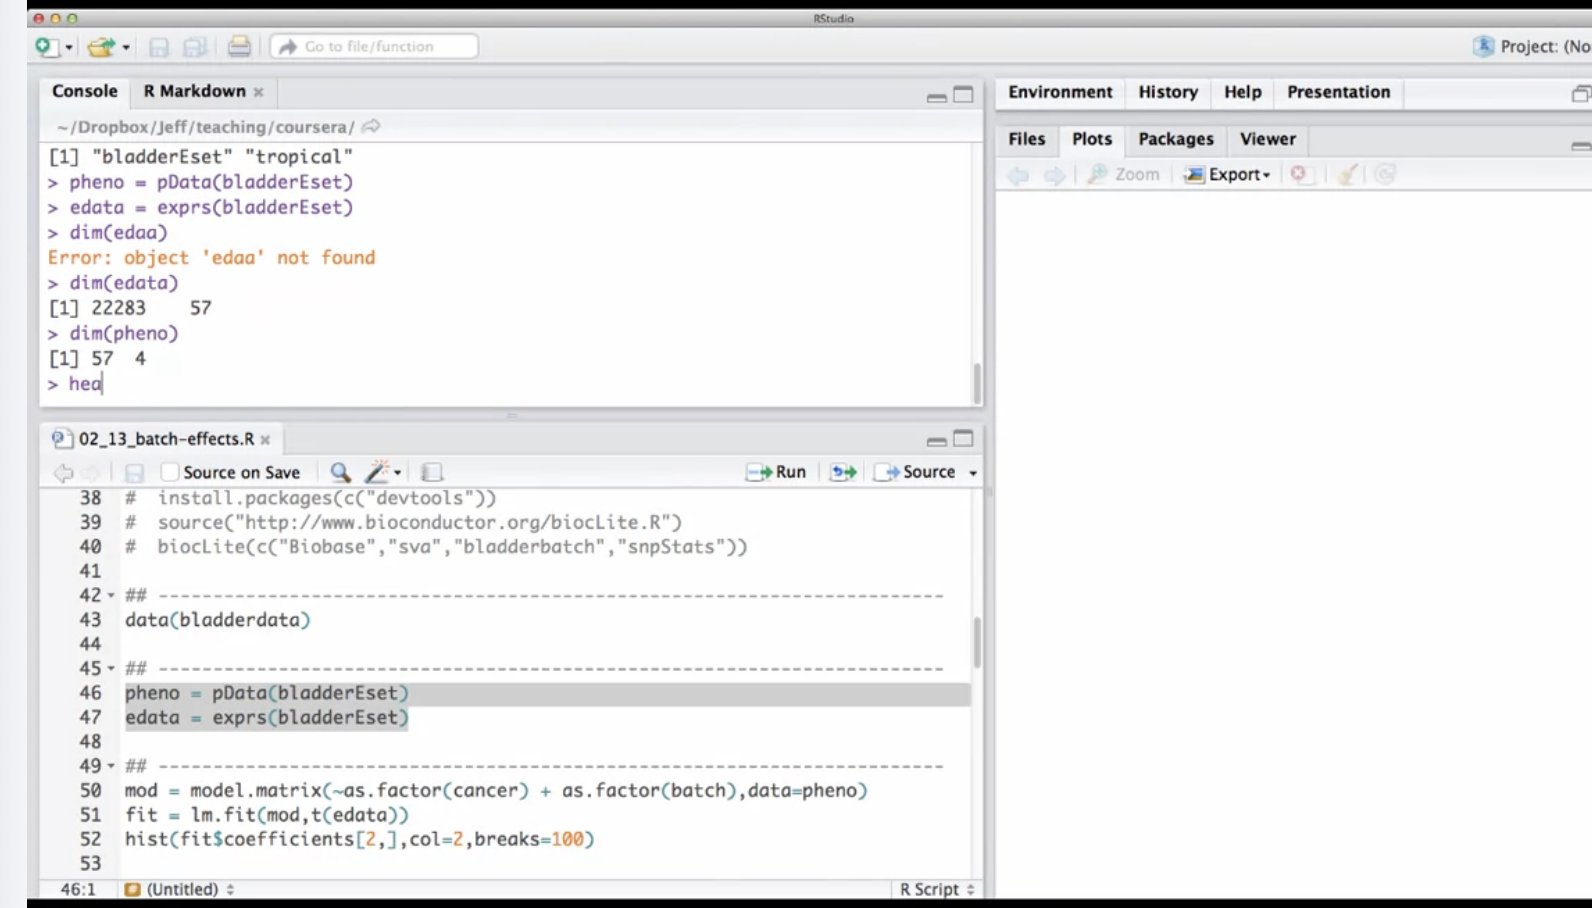 RStudio
Go to file/function
Project: (No
Console R Markdown
~/Dropbox/Jeff/teaching/coursera/
[1] "bladderEset" "tropical"
> pheno = pData(bladderEset)
> edata = exprs(bladderEset)
> dim(edaa)
Error: object 'edaa' not found
> dim(edata)
[1] 22283    57
> dim(pheno)
[1] 57  4
> hea
Environment History Help Presentation
Files Plots Packages Viewer
Zoom Export
02_13_batch-effects.R
Source on Save Run Source
38 #  install.packages(c("devtools"))
39 #  source("http://www.bioconductor.org/biocLite.R")
40 #  biocLite(c("Biobase","sva","bladderbatch","snpStats"))
41
42 ## ------------------------------------------------------------------------
43 data(bladderdata)
44
45 ## ------------------------------------------------------------------------
46 pheno = pData(bladderEset)
47 edata = exprs(bladderEset)
48
49 ## ------------------------------------------------------------------------
50 mod = model.matrix(~as.factor(cancer) + as.factor(batch),data=pheno)
51 fit = lm.fit(mod,t(edata))
52 hist(fit$coefficients[2,],col=2,breaks=100)
53
46:1 (Untitled) R Script